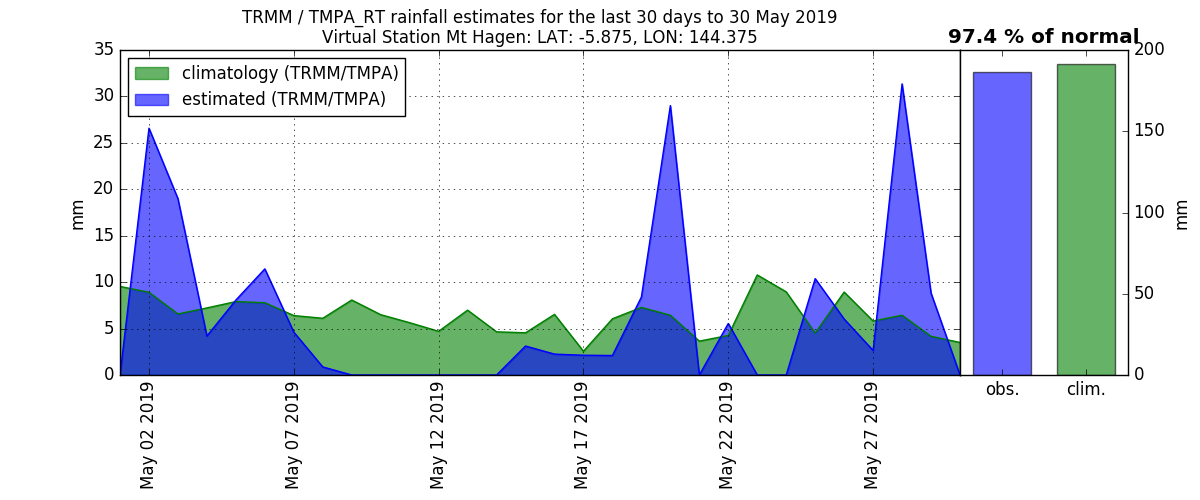 TRMM / TMPA_RT rainfall estimates for the last 30 days to 30 May 2019
Virtual Station Mt Hagen: LAT: -5.875, LON: 144.375
97.4 % of normal
climatology (TRMM/TMPA)
estimated (TRMM/TMPA)
35
30
25
20
15
10
5
0
mm
May 02 2019
May 07 2019
May 12 2019
May 17 2019
May 22 2019
May 27 2019
obs.
clim.
200
150
100
50
0
mm